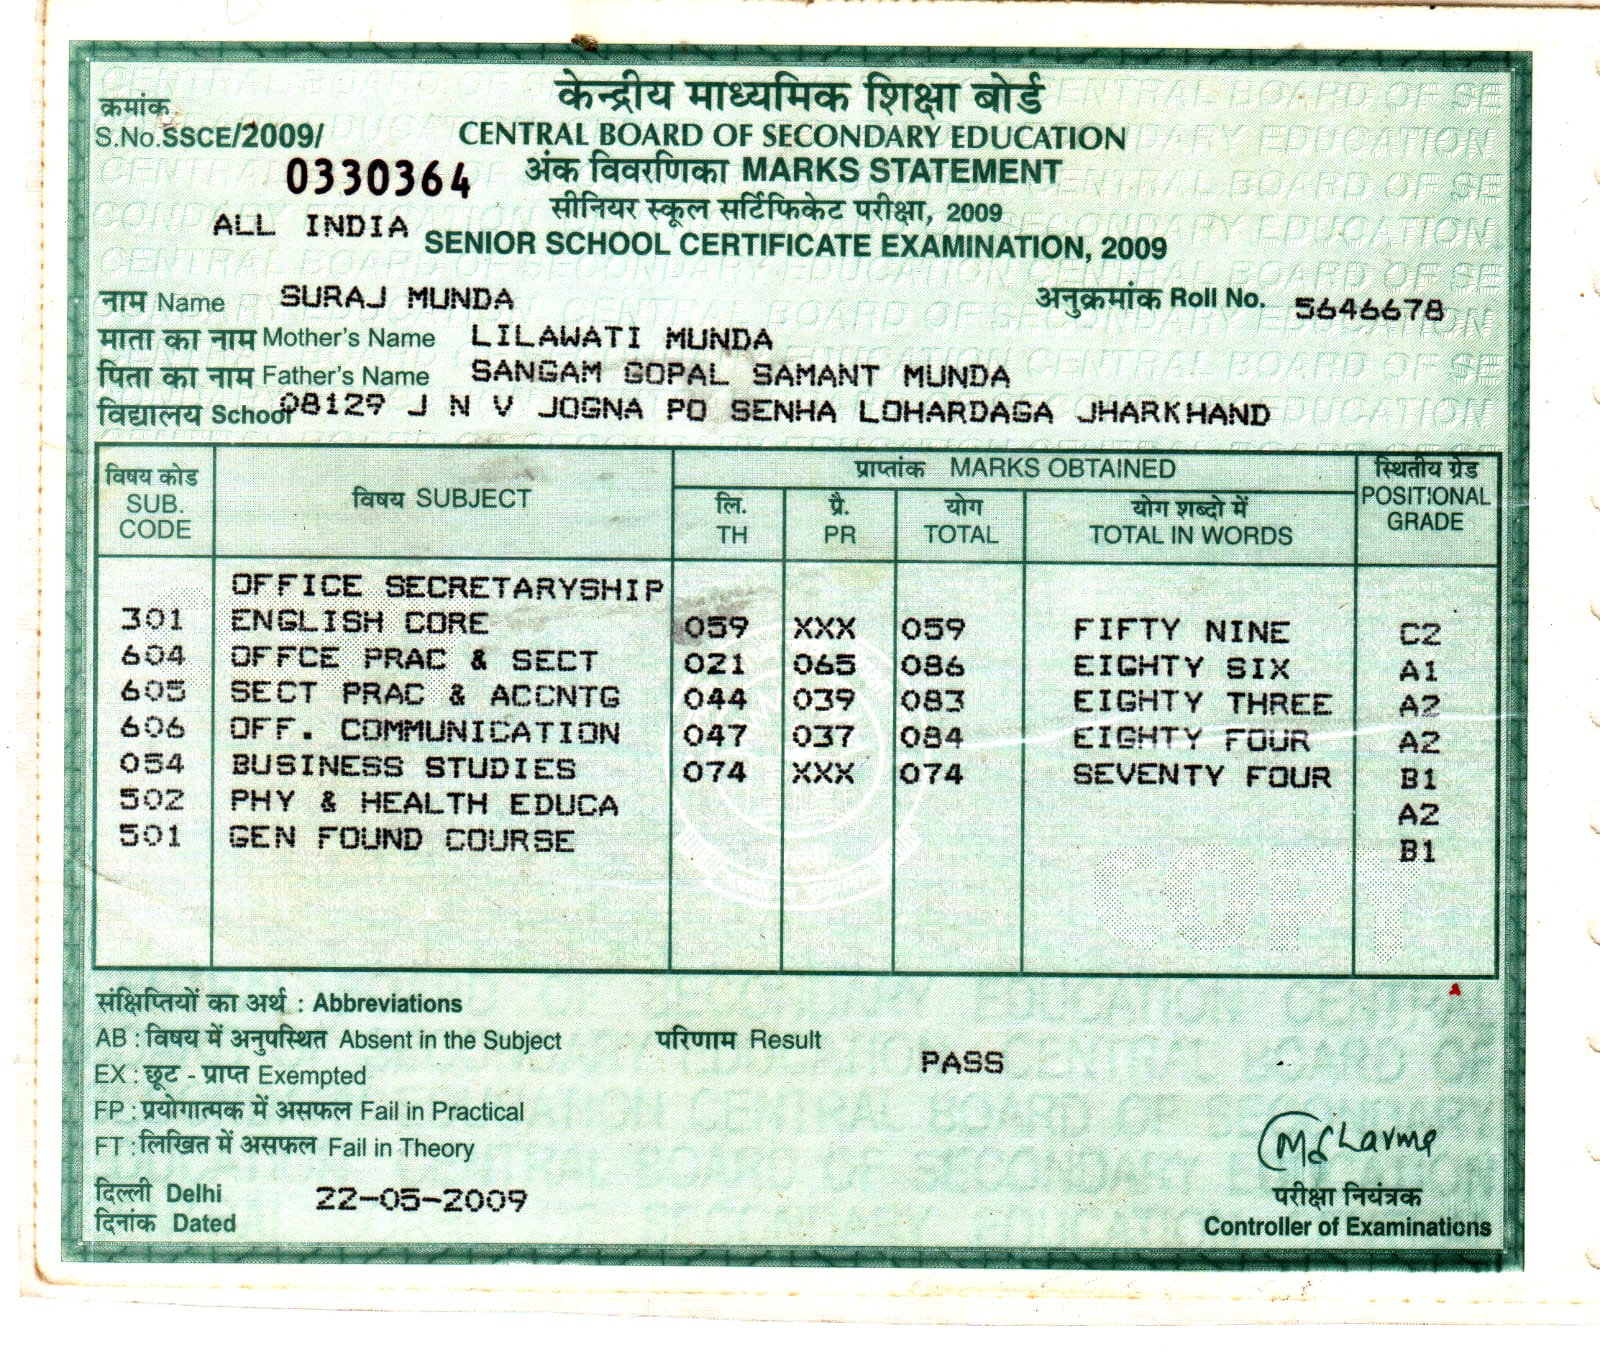 केन्द्रीय माध्यमिक शिक्षा बोर्ड
CENTRAL BOARD OF SECONDARY EDUCATION
क्रमांक
S.No.SSCE/2009/
0330364
अंक विवरणिका MARKS STATEMENT
सीनियर स्कूल सर्टिफिकेट परीक्षा, 2009
ALL INDIA
SENIOR SCHOOL CERTIFICATE EXAMINATION, 2009
नाम Name SURAJ MUNDA अनुक्रमांक Roll No. 5646678
माता का नाम Mother's Name LILAWATI MUNDA
पिता का नाम Father's Name SANGAM GOPAL SAMANT MUNDA
विद्यालय School 08129 J N V JOGNA PO SENHA LOHARDAGA JHARKHAND
विषय कोड SUB. CODE विषय SUBJECT प्राप्तांक MARKS OBTAINED स्थितीय ग्रेड POSITIONAL GRADE
लि. TH प्रै. PR योग TOTAL योग शब्दो में TOTAL IN WORDS
OFFICE SECRETARYSHIP
301 ENGLISH CORE 059 XXX 059 FIFTY NINE C2
604 OFFCE PRAC & SECT 021 065 086 EIGHTY SIX A1
605 SECT PRAC & ACCNTG 044 039 083 EIGHTY THREE A2
606 OFF. COMMUNICATION 047 037 084 EIGHTY FOUR A2
054 BUSINESS STUDIES 074 XXX 074 SEVENTY FOUR B1
502 PHY & HEALTH EDUCA A2
501 GEN FOUND COURSE B1
COPY
संक्षिप्तियों का अर्थ : Abbreviations
AB : विषय में अनुपस्थित Absent in the Subject परिणाम Result PASS
EX : छूट - प्राप्त Exempted
FP : प्रयोगात्मक में असफल Fail in Practical
FT : लिखित में असफल Fail in Theory
M Sharma
दिल्ली Delhi
दिनांक Dated 22-05-2009
परीक्षा नियंत्रक
Controller of Examinations